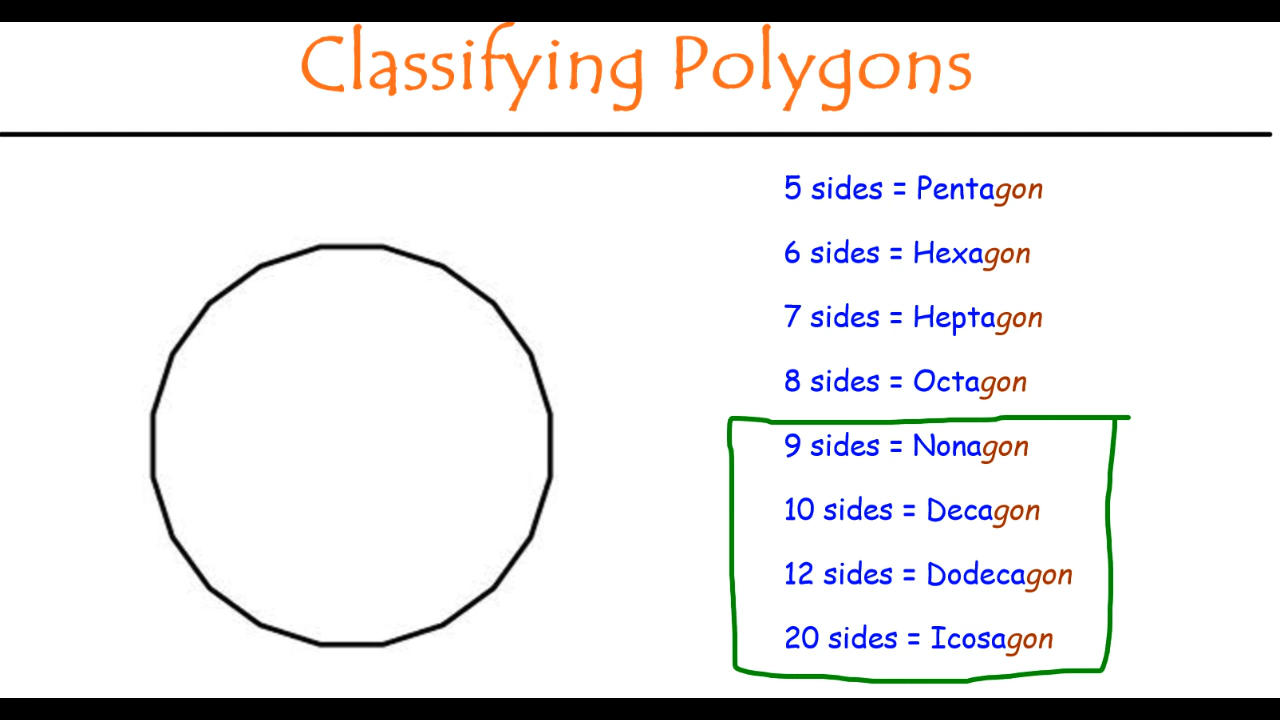 Classifying Polygons
5 sides = Pentagon
6 sides = Hexagon
7 sides = Heptagon
8 sides = Octagon
9 sides = Nonagon
10 sides = Decagon
12 sides = Dodecagon
20 sides = Icosagon